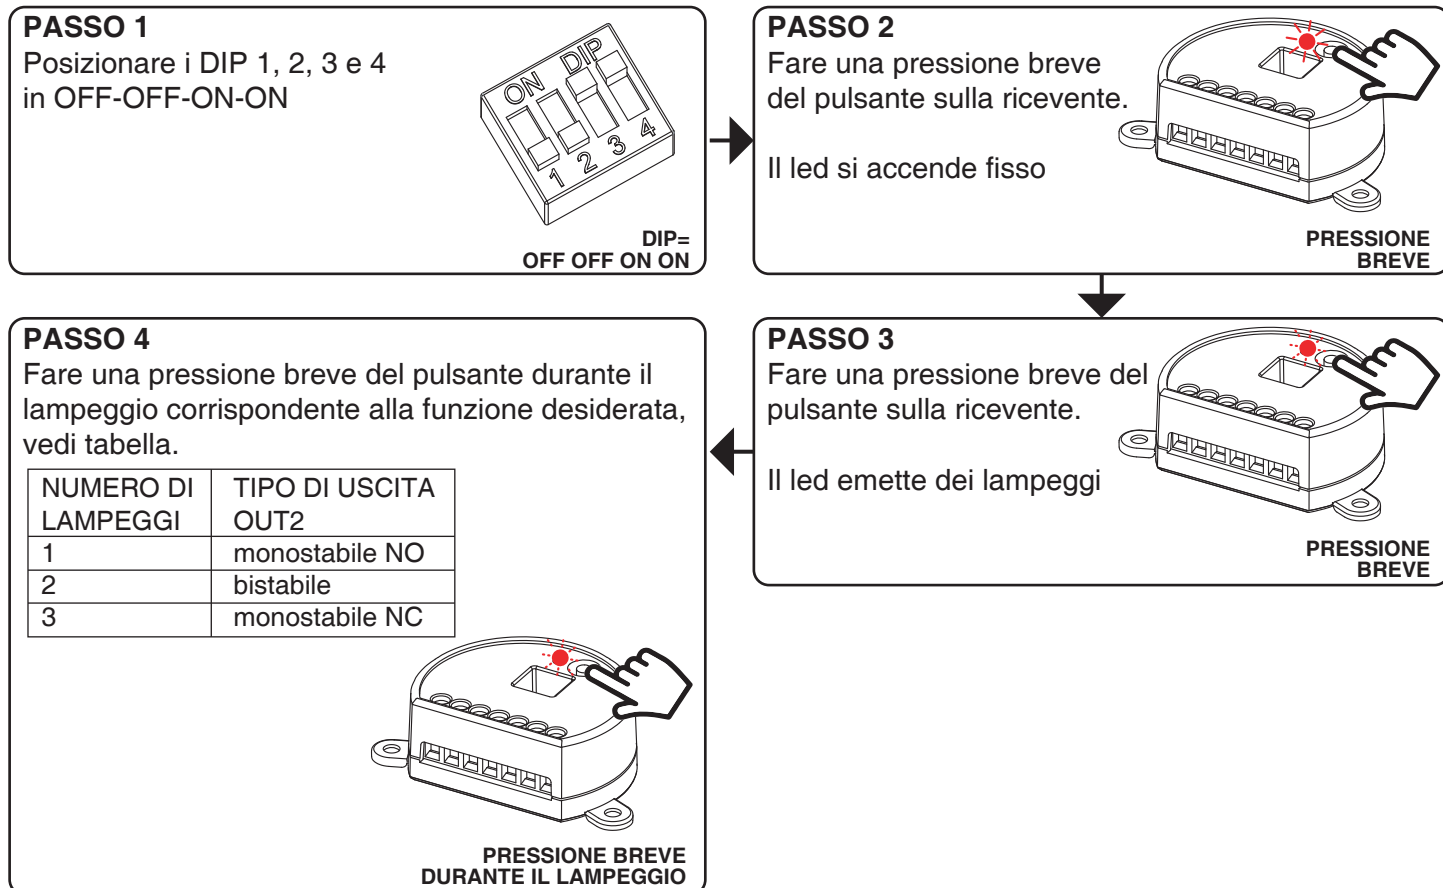 PASSO 1
Posizionare i DIP 1, 2, 3 e 4
in OFF-OFF-ON-ON
ON DIP
1 2 3 4
DIP=
OFF OFF ON ON
PASSO 2
Fare una pressione breve
del pulsante sulla ricevente.
Il led si accende fisso
PRESSIONE
BREVE
PASSO 3
Fare una pressione breve del
pulsante sulla ricevente.
Il led emette dei lampeggi
PRESSIONE
BREVE
PASSO 4
Fare una pressione breve del pulsante durante il
lampeggio corrispondente alla funzione desiderata,
vedi tabella.
NUMERO DI LAMPEGGI TIPO DI USCITA OUT2
1 monostabile NO
2 bistabile
3 monostabile NC
PRESSIONE BREVE
DURANTE IL LAMPEGGIO